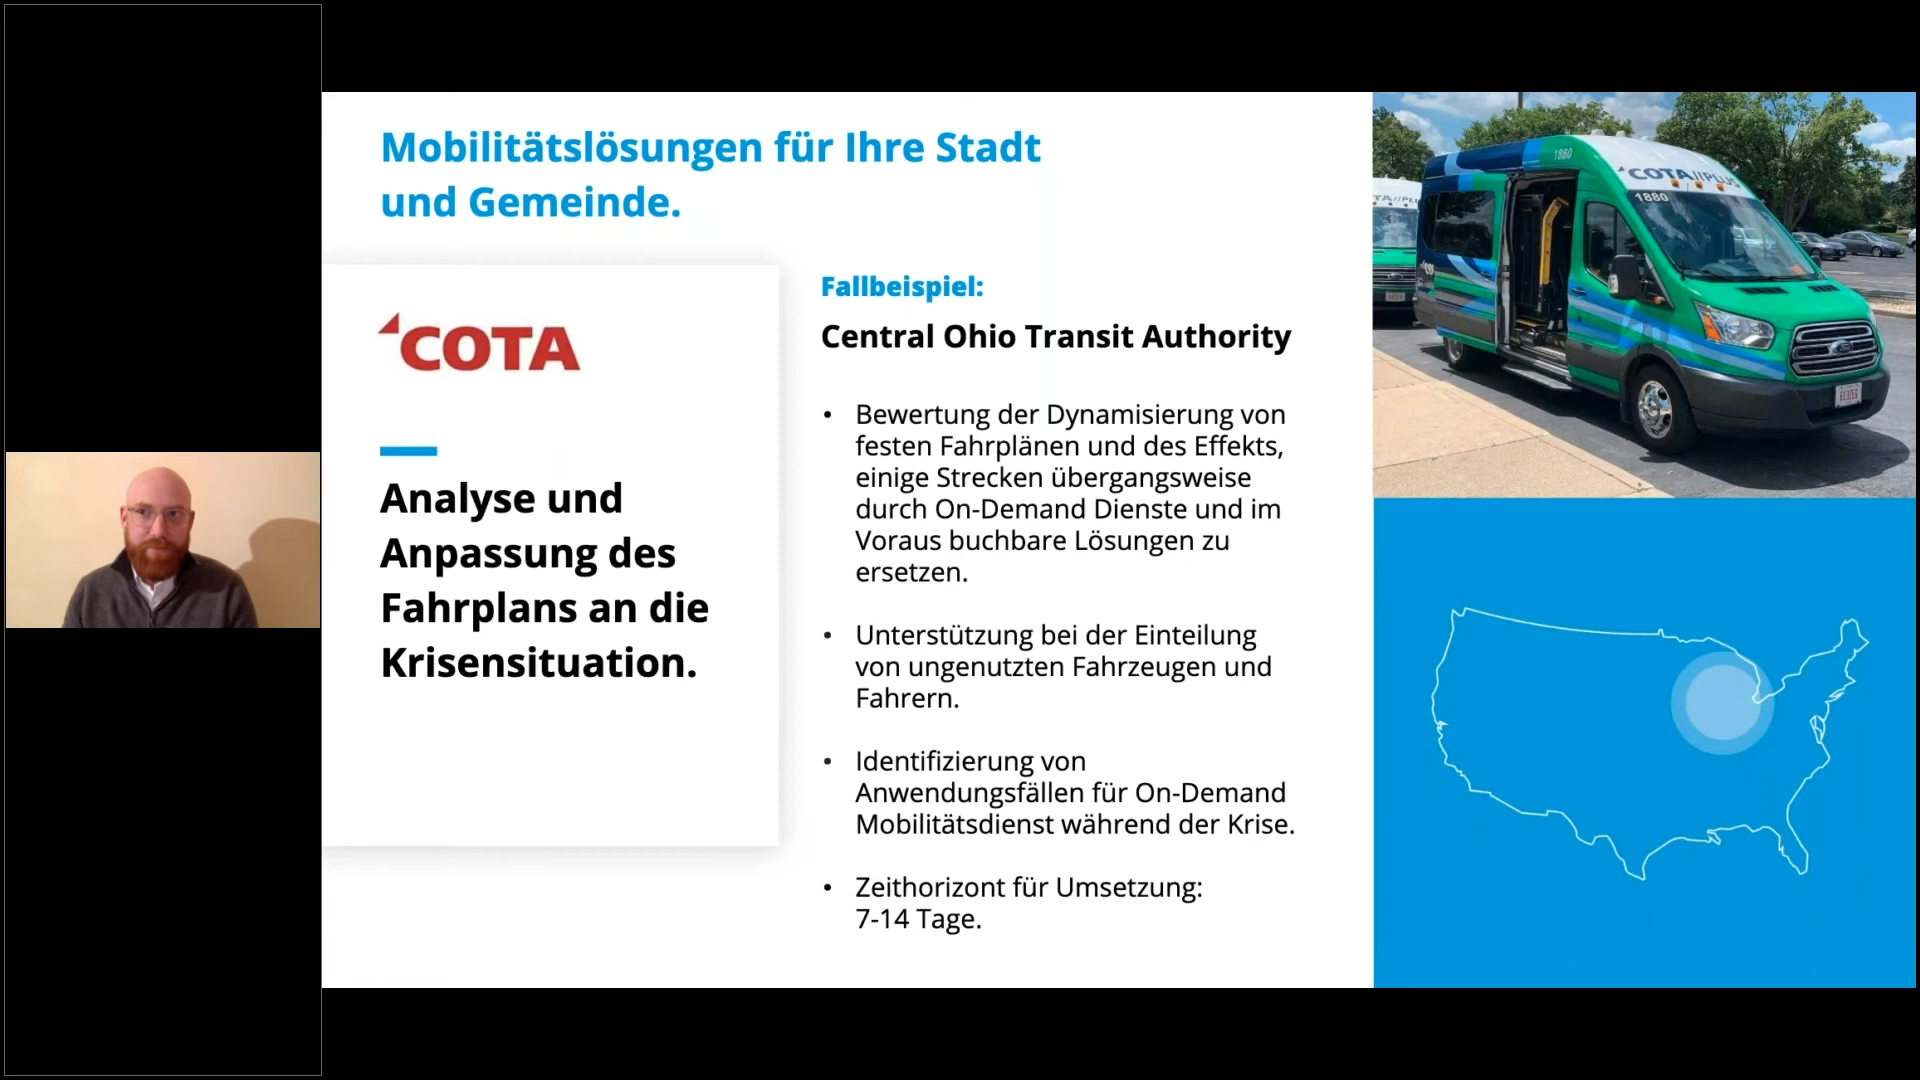 Mobilitätslösungen für Ihre Stadt
und Gemeinde.
COTA
Analyse und
Anpassung des
Fahrplans an die
Krisensituation.
Fallbeispiel:
Central Ohio Transit Authority
• Bewertung der Dynamisierung von
festen Fahrplänen und des Effekts,
einige Strecken übergangsweise
durch On-Demand Dienste und im
Voraus buchbare Lösungen zu
ersetzen.
• Unterstützung bei der Einteilung
von ungenutzten Fahrzeugen und
Fahrern.
• Identifizierung von
Anwendungsfällen für On-Demand
Mobilitätsdienst während der Krise.
• Zeithorizont für Umsetzung:
7-14 Tage.
1880
COTA//PLUS
1880
Ford